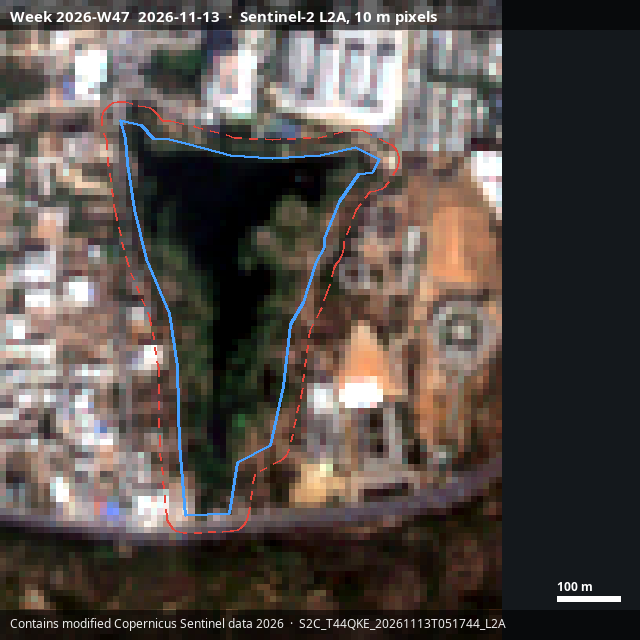 Week 2026-W47 2026-11-13 · Sentinel-2 L2A, 10 m pixels
100 m
Contains modified Copernicus Sentinel data 2026 · S2C_T44QKE_20261113T051744_L2A